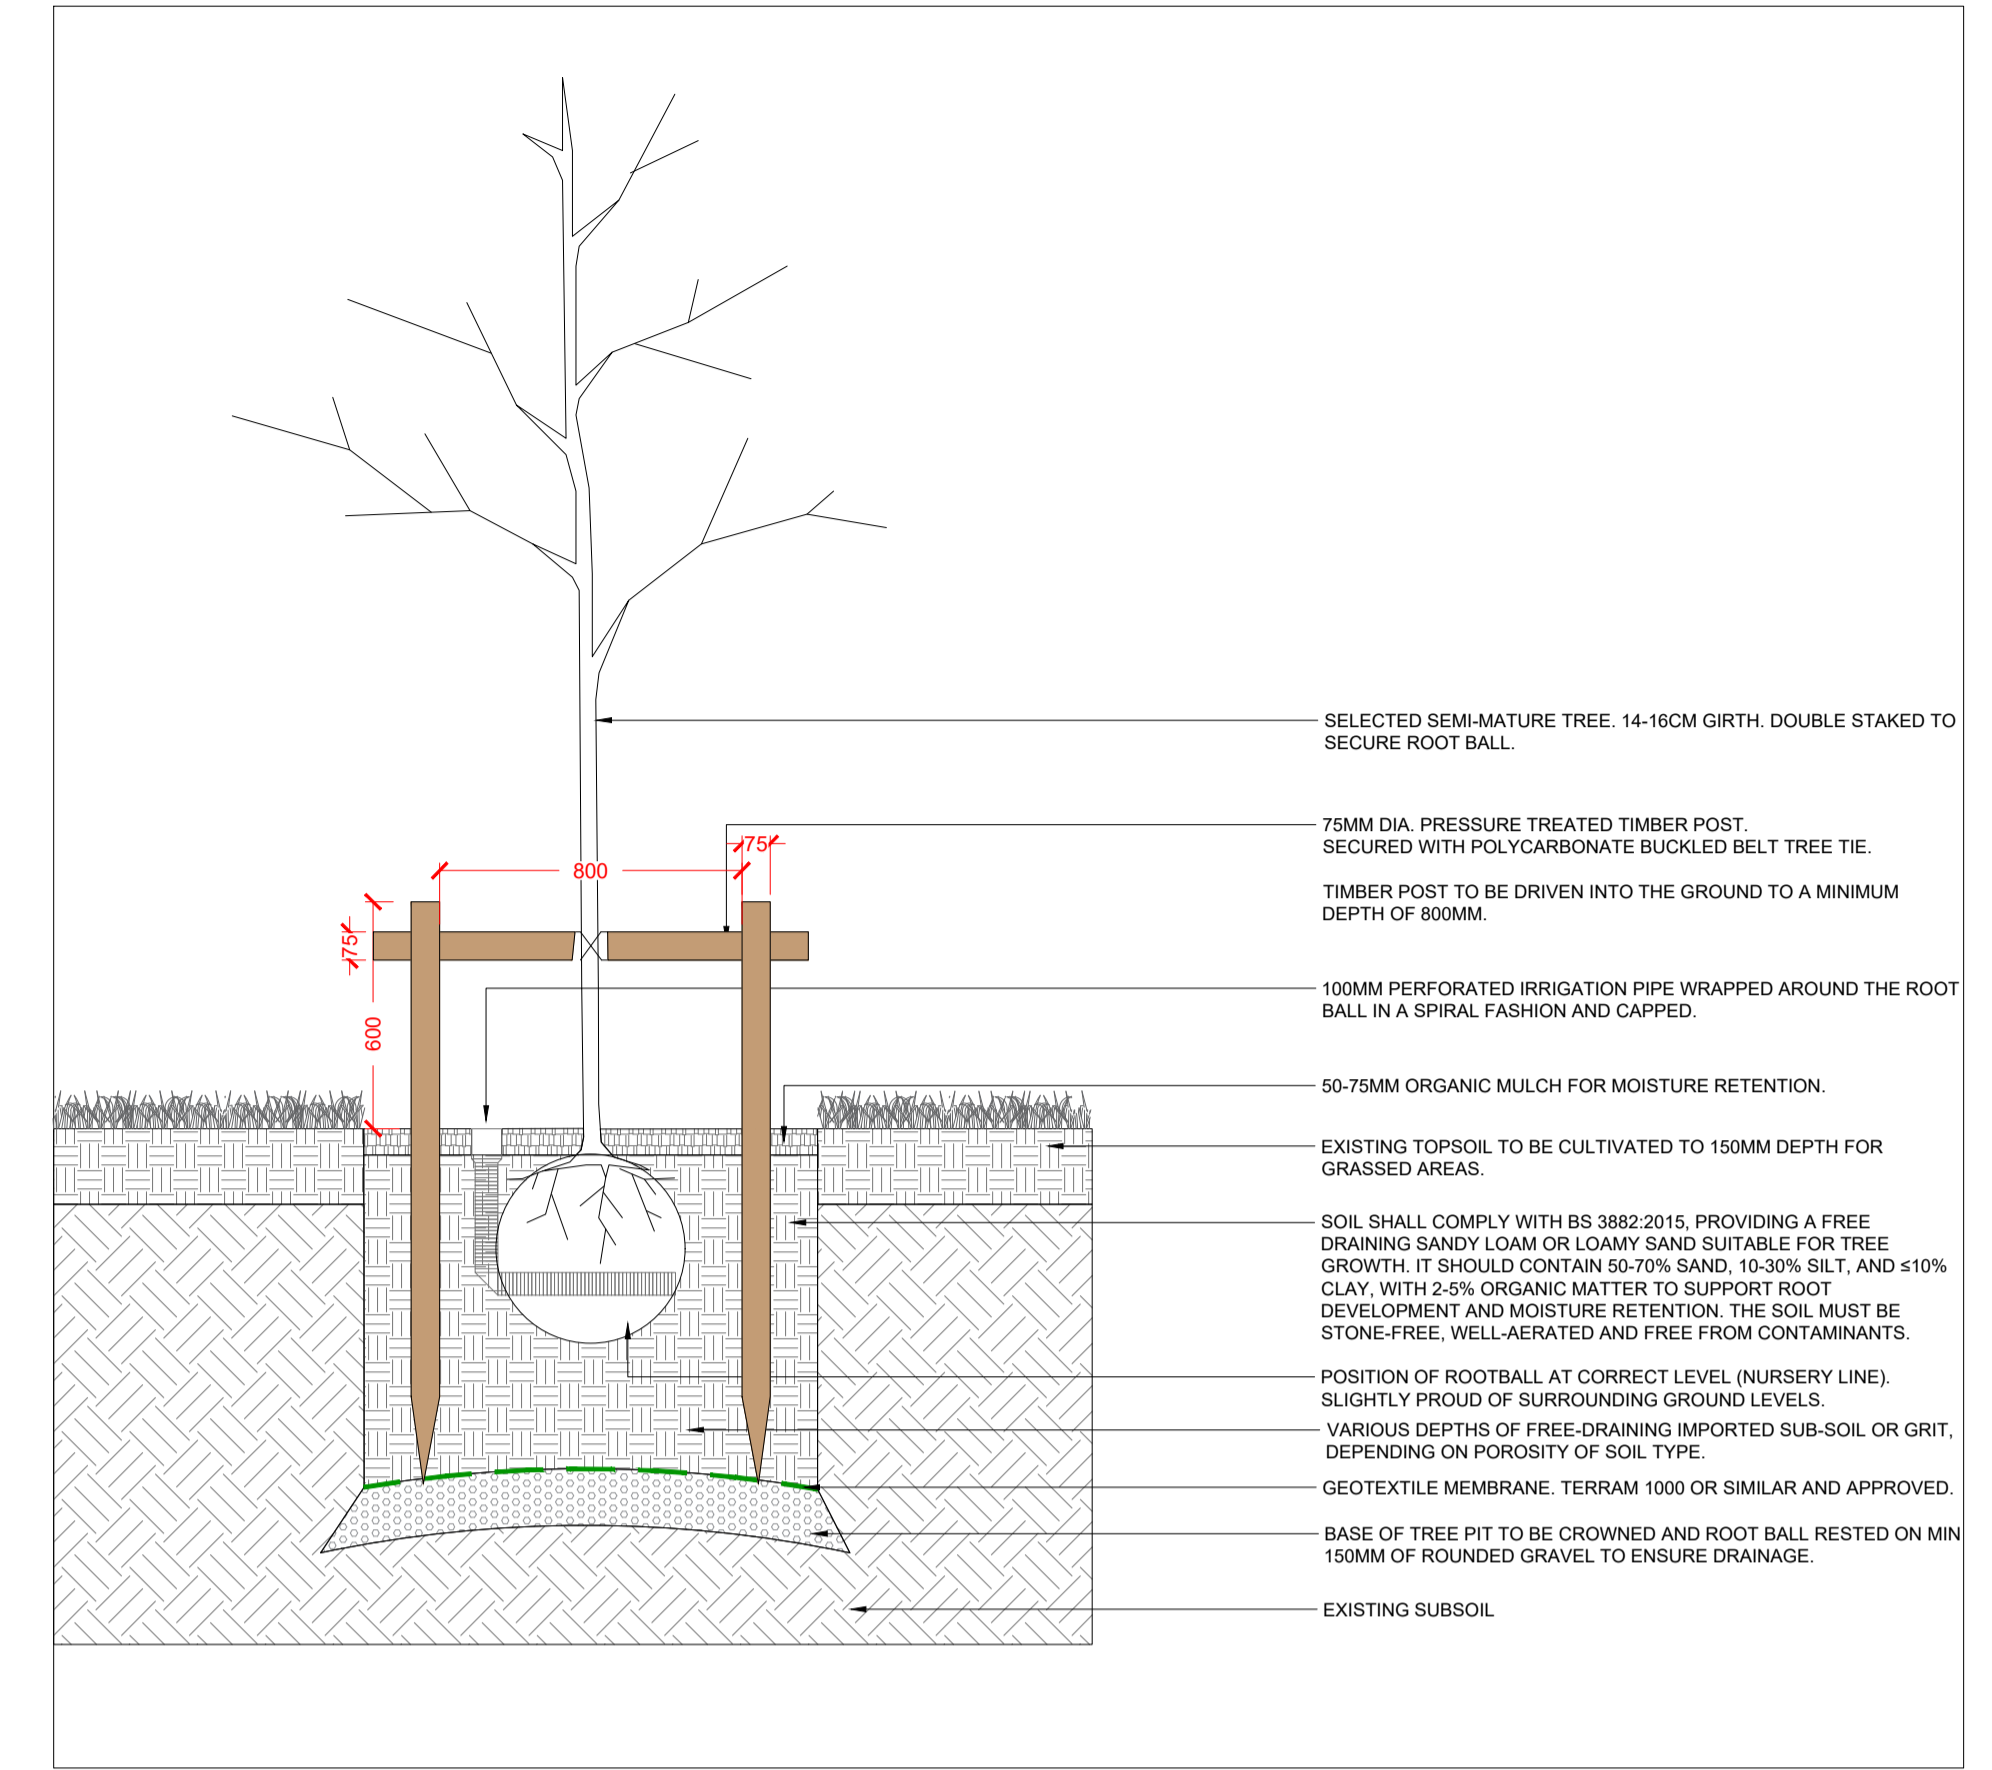 SELECTED SEMI-MATURE TREE. 14-16CM GIRTH. DOUBLE STAKED TO
SECURE ROOT BALL.
75MM DIA. PRESSURE TREATED TIMBER POST.
SECURED WITH POLYCARBONATE BUCKLED BELT TREE TIE.
75
800
TIMBER POST TO BE DRIVEN INTO THE GROUND TO A MINIMUM
DEPTH OF 800MM.
75
600
100MM PERFORATED IRRIGATION PIPE WRAPPED AROUND THE ROOT
BALL IN A SPIRAL FASHION AND CAPPED.
50-75MM ORGANIC MULCH FOR MOISTURE RETENTION.
EXISTING TOPSOIL TO BE CULTIVATED TO 150MM DEPTH FOR
GRASSED AREAS.
SOIL SHALL COMPLY WITH BS 3882:2015, PROVIDING A FREE
DRAINING SANDY LOAM OR LOAMY SAND SUITABLE FOR TREE
GROWTH. IT SHOULD CONTAIN 50-70% SAND, 10-30% SILT, AND ≤10%
CLAY, WITH 2-5% ORGANIC MATTER TO SUPPORT ROOT
DEVELOPMENT AND MOISTURE RETENTION. THE SOIL MUST BE
STONE-FREE, WELL-AERATED AND FREE FROM CONTAMINANTS.
POSITION OF ROOTBALL AT CORRECT LEVEL (NURSERY LINE).
SLIGHTLY PROUD OF SURROUNDING GROUND LEVELS.
VARIOUS DEPTHS OF FREE-DRAINING IMPORTED SUB-SOIL OR GRIT,
DEPENDING ON POROSITY OF SOIL TYPE.
GEOTEXTILE MEMBRANE. TERRAM 1000 OR SIMILAR AND APPROVED.
BASE OF TREE PIT TO BE CROWNED AND ROOT BALL RESTED ON MIN
150MM OF ROUNDED GRAVEL TO ENSURE DRAINAGE.
EXISTING SUBSOIL